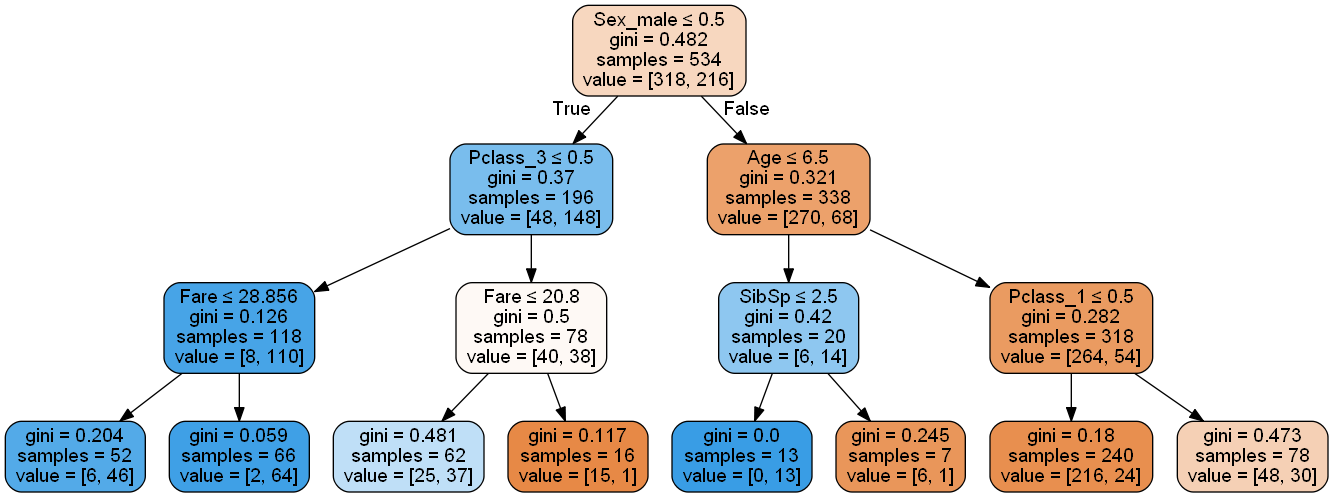 Sex_male ≤ 0.5
gini = 0.482
samples = 534
value = [318, 216]
True
False
Pclass_3 ≤ 0.5
gini = 0.37
samples = 196
value = [48, 148]
Age ≤ 6.5
gini = 0.321
samples = 338
value = [270, 68]
Fare ≤ 28.856
gini = 0.126
samples = 118
value = [8, 110]
Fare ≤ 20.8
gini = 0.5
samples = 78
value = [40, 38]
SibSp ≤ 2.5
gini = 0.42
samples = 20
value = [6, 14]
Pclass_1 ≤ 0.5
gini = 0.282
samples = 318
value = [264, 54]
gini = 0.204
samples = 52
value = [6, 46]
gini = 0.059
samples = 66
value = [2, 64]
gini = 0.481
samples = 62
value = [25, 37]
gini = 0.117
samples = 16
value = [15, 1]
gini = 0.0
samples = 13
value = [0, 13]
gini = 0.245
samples = 7
value = [6, 1]
gini = 0.18
samples = 240
value = [216, 24]
gini = 0.473
samples = 78
value = [48, 30]